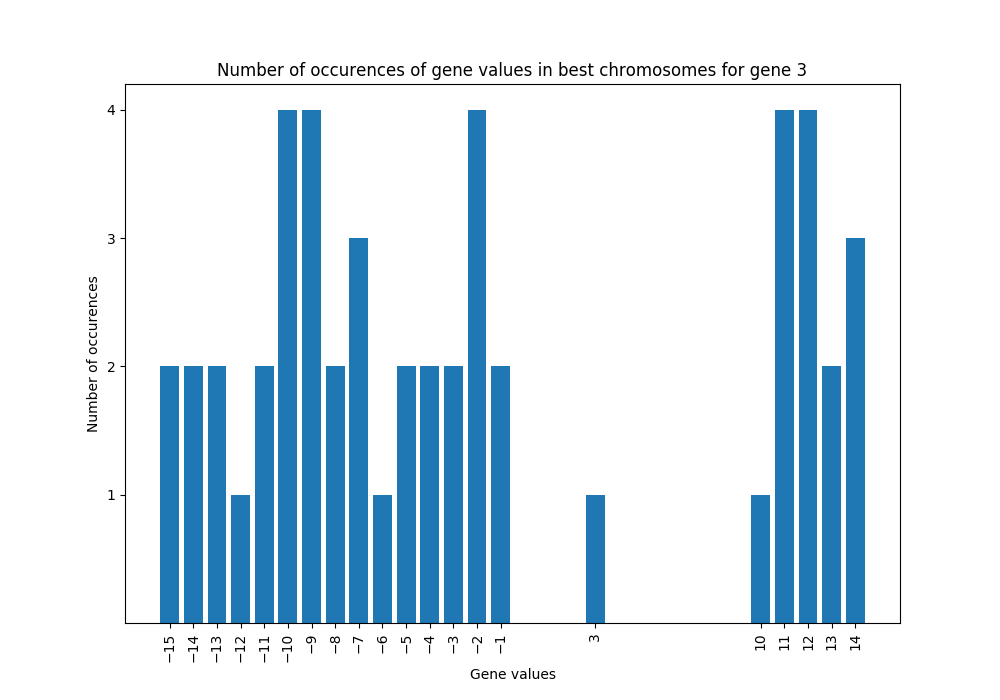 Number of occurences of gene values in best chromosomes for gene 3
Number of occurences
4
3
2
1
−15 −14 −13 −12 −11 −10 −9 −8 −7 −6 −5 −4 −3 −2 −1 3 10 11 12 13 14
Gene values